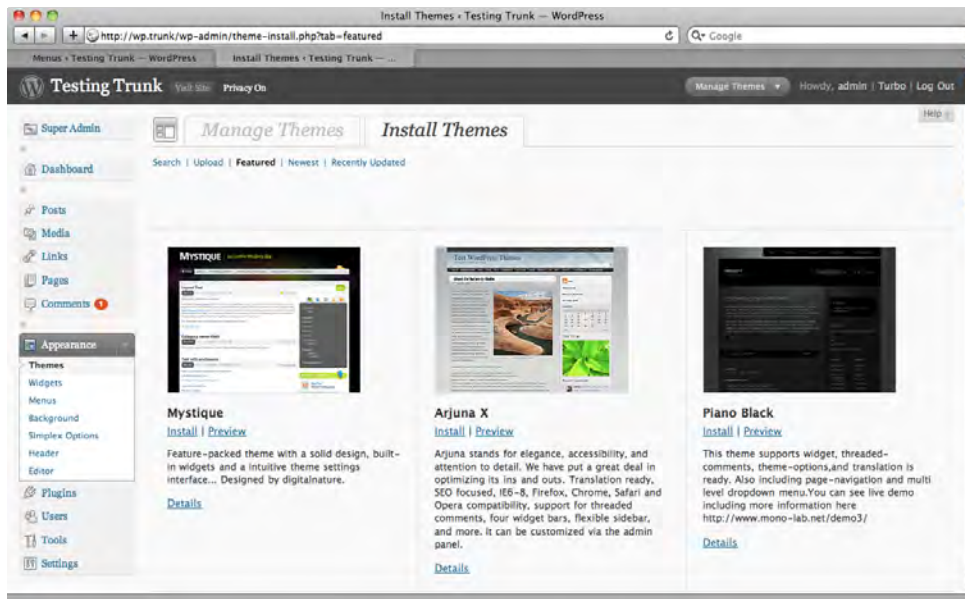 Install Themes ‹ Testing Trunk — WordPress
http://wp.trunk/wp-admin/theme-install.php?tab=featured
Google
Menus ‹ Testing Trunk — WordPress
Install Themes ‹ Testing Trunk — ...
Testing Trunk Visit Site Privacy On
Manage Themes
Howdy, admin | Turbo | Log Out
Help
Super Admin
Dashboard
Posts
Media
Links
Pages
Comments 1
Appearance
Themes
Widgets
Menus
Background
Simplex Options
Header
Editor
Plugins
Users
Tools
Settings
Manage Themes
Install Themes
Search | Upload | Featured | Newest | Recently Updated
MYSTIQUE
Mystique
Install | Preview
Feature-packed theme with a solid design, built-
in widgets and a intuitive theme settings
interface... Designed by digitalnature.
Details
Test WordPress Themes
Arjuna X
Install | Preview
Arjuna stands for elegance, accessibility, and
attention to detail. We have put a great deal in
optimizing its ins and outs. Translation ready,
SEO focused, IE6-8, Firefox, Chrome, Safari and
Opera compatibility, support for threaded
comments, four widget bars, flexible sidebar,
and more. It can be customized via the admin
panel.
Details
Piano Black
Install | Preview
This theme supports widget, threaded-
comments, theme-options,and translation is
ready. Also including page-navigation and multi
level dropdown menu.You can see live demo
including more information here
http://www.mono-lab.net/demo3/
Details